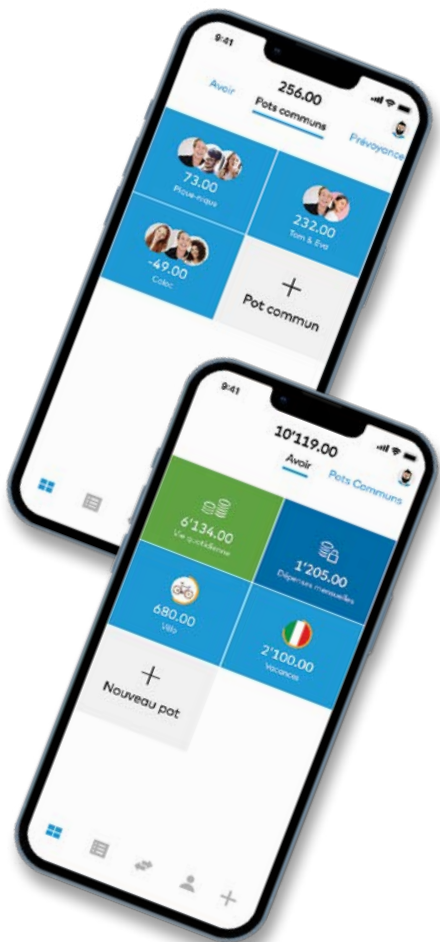 9:41
256.00
Avoir
Pots communs
Prévoyance
73.00
Pique-nique
232.00
Tom & Eva
-49.00
Coloc
+
Pot commun
9:41
10'119.00
Avoir
Pots Communs
6'134.00
Vie quotidienne
1'205.00
Dépenses mensuelles
680.00
Vélo
2'100.00
Vacances
+
Nouveau pot